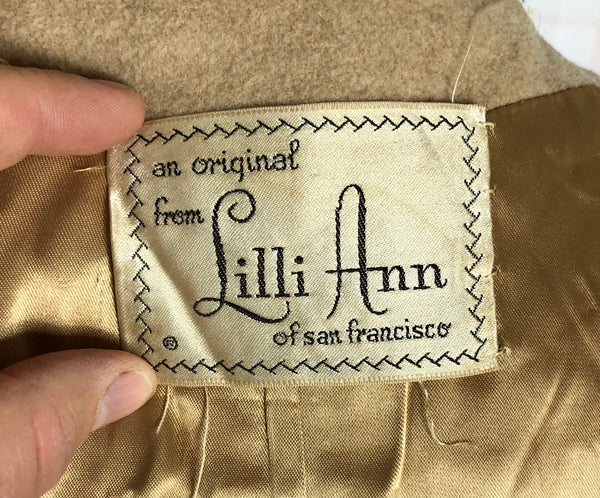 an original
from Lilli Ann
® of san francisco